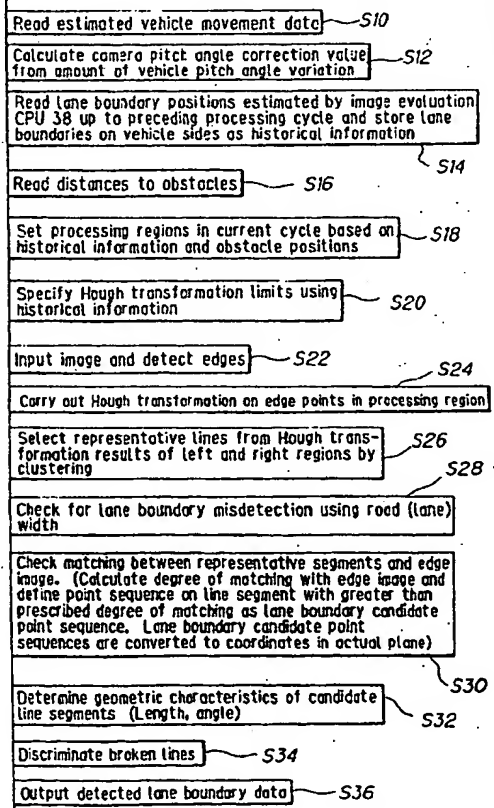 Read estimated vehicle movement data S10
Calculate camera pitch angle correction value
from amount of vehicle pitch angle variation S12
Read lane boundary positions estimated by image evaluation
CPU 38 up to preceding processing cycle and store lane
boundaries on vehicle sides as historical information
S14
Read distances to obstacles S16
Set processing regions in current cycle based on
historical information and obstacle positions S18
Specify Hough transformation limits using
historical information S20
Input image and detect edges S22
S24
Carry out Hough transformation on edge points in processing region
Select representative lines from Hough trans-
formation results of left and right regions by
clustering S26
S28
Check for lane boundary misdetection using road (lane)
width
Check matching between representative segments and edge
image. (Calculate degree of matching with edge image and
define point sequence on line segment with greater than
prescribed degree of matching as lane boundary candidate
point sequence. Lane boundary candidate point
sequences are converted to coordinates in actual plane)
S30
Determine geometric characteristics of candidate
line segments (Length, angle)
S32
Discriminate broken lines S34
Output detected lane boundary data S36